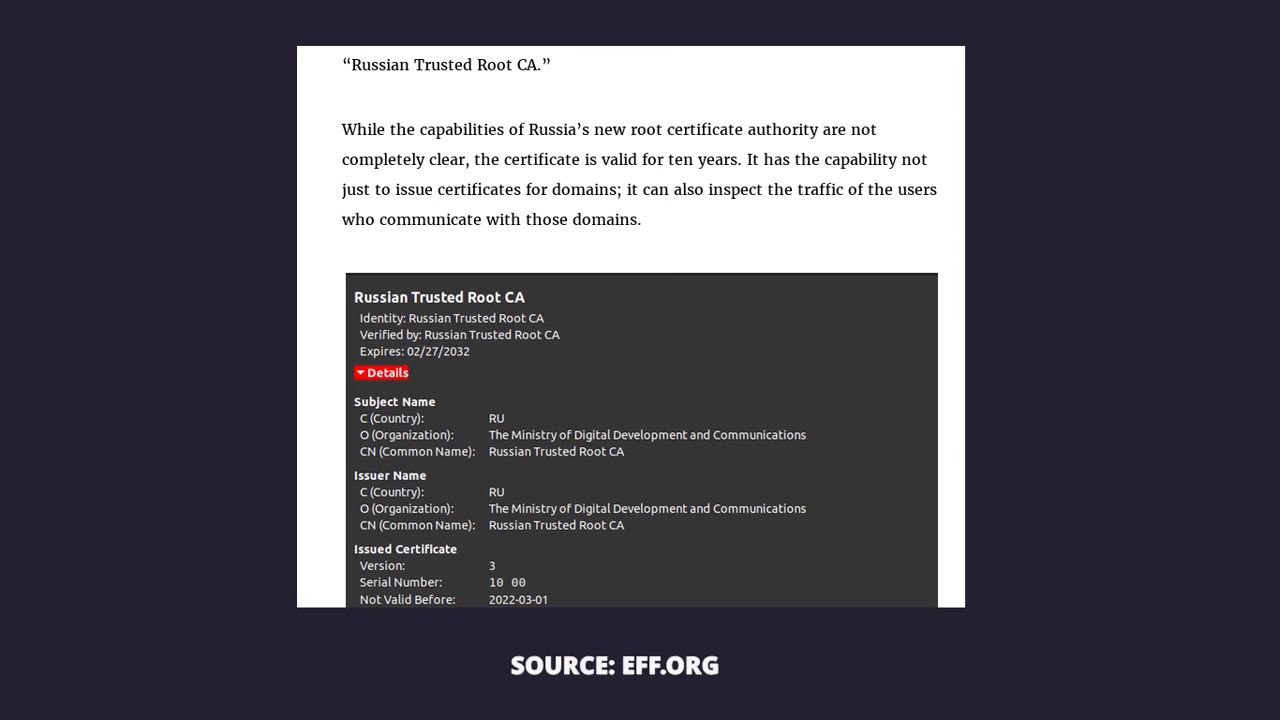 “Russian Trusted Root CA.”
While the capabilities of Russia’s new root certificate authority are not
completely clear, the certificate is valid for ten years. It has the capability not
just to issue certificates for domains; it can also inspect the traffic of the users
who communicate with those domains.
Russian Trusted Root CA
Identity: Russian Trusted Root CA
Verified by: Russian Trusted Root CA
Expires: 02/27/2032
Details
Subject Name
C (Country): RU
O (Organization): The Ministry of Digital Development and Communications
CN (Common Name): Russian Trusted Root CA
Issuer Name
C (Country): RU
O (Organization): The Ministry of Digital Development and Communications
CN (Common Name): Russian Trusted Root CA
Issued Certificate
Version: 3
Serial Number: 10 00
Not Valid Before: 2022-03-01
SOURCE: EFF.ORG